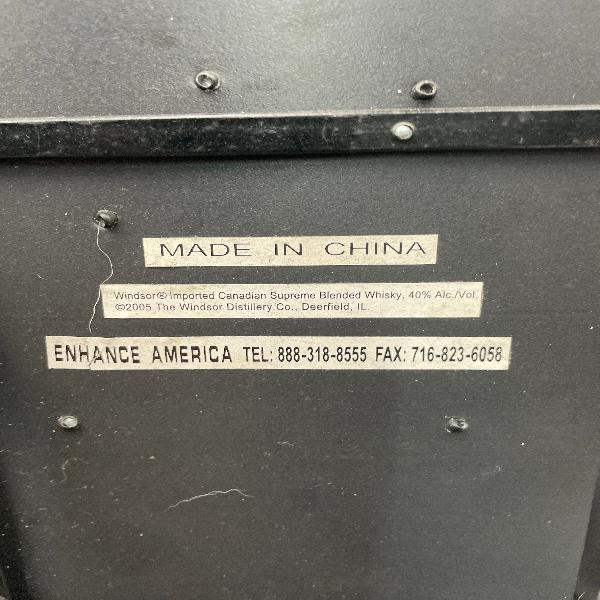 MADE IN CHINA
Windsor® Imported Canadian Supreme Blended Whisky, 40% Alc./Vol,
©2005 The Windsor Distillery Co., Deerfield, IL.
ENHANCE AMERICA TEL: 888-318-8555 FAX: 716-823-6058